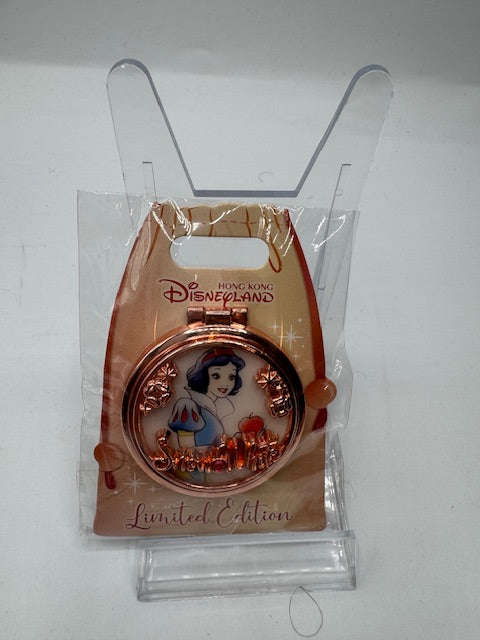 HONG KONG
DISNEYLAND
Snow White
Limited Edition